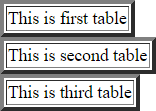 This is first table
This is second table
This is third table